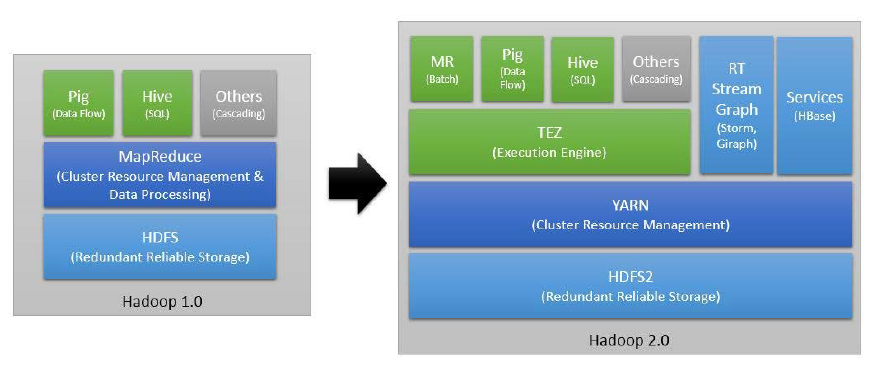 Pig
(Data Flow)
Hive
(SQL)
Others
(Cascading)
MapReduce
(Cluster Resource Management &
Data Processing)
HDFS
(Redundant Reliable Storage)
Hadoop 1.0
MR
(Batch)
Pig
(Data
Flow)
Hive
(SQL)
Others
(Cascading)
RT
Stream
Graph
(Storm,
Giraph)
Services
(HBase)
TEZ
(Execution Engine)
YARN
(Cluster Resource Management)
HDFS2
(Redundant Reliable Storage)
Hadoop 2.0